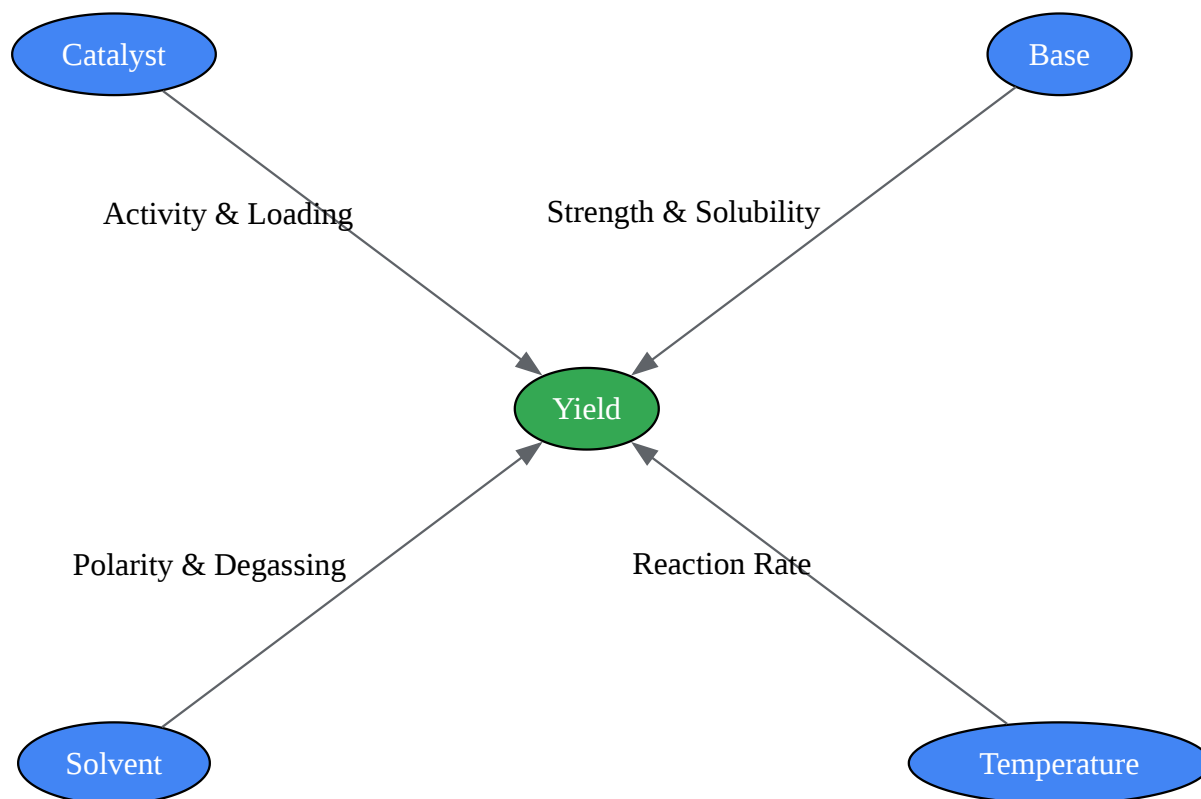 Catalyst
Base
Activity & Loading
Strength & Solubility
Yield
Polarity & Degassing
Reaction Rate
Solvent
Temperature